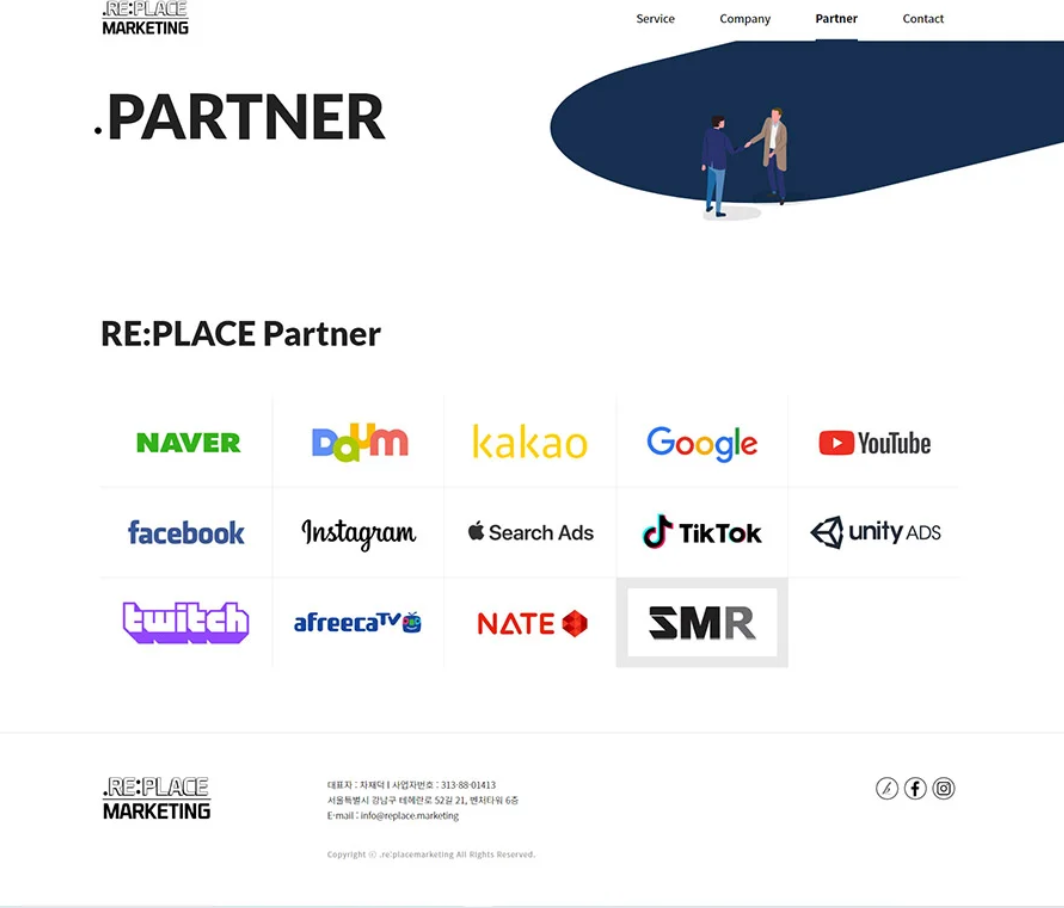 .RE:PLACE
MARKETING
Service Company Partner Contact
.PARTNER
RE:PLACE Partner
NAVER Daum kakao Google YouTube
facebook Instagram Search Ads TikTok unity ADS
twitch afreecaTV NATE SMR
.RE:PLACE
MARKETING
대표자 : 차재덕 I 사업자번호 : 313-88-01413
서울특별시 강남구 테헤란로 52길 21, 벤처타워 6층
E-mail : info@replace.marketing
Copyright ⓒ .re:placemarketing All Rights Reserved.